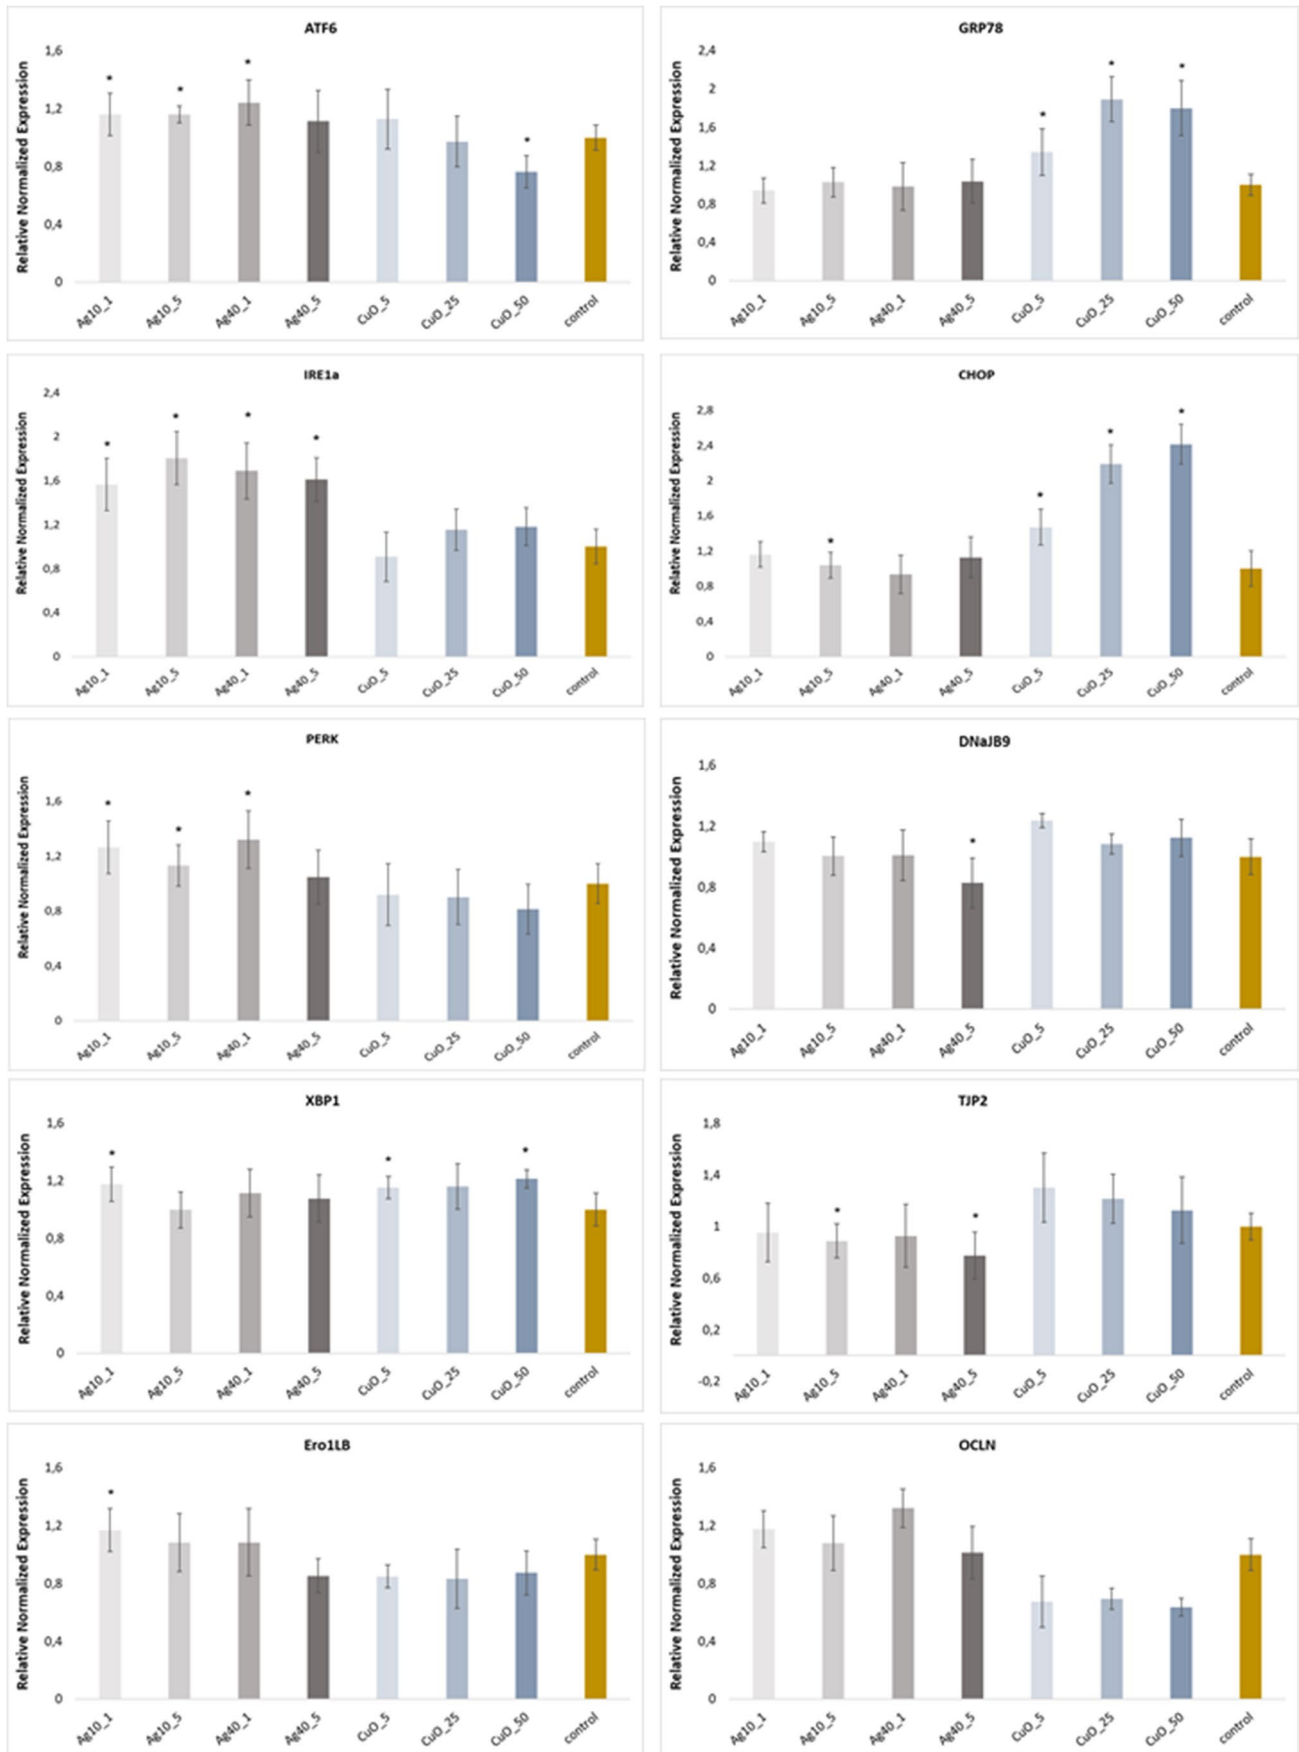 ATF6
Relative Normalized Expression
1,6
1,2
0,8
0,4
0
* * * *
Ag10_1 Ag10_5 Ag40_1 Ag40_5 CuO_5 CuO_25 CuO_50 control
GRP78
Relative Normalized Expression
2,4
2
1,6
1,2
0,8
0,4
0
* * *
Ag10_1 Ag10_5 Ag40_1 Ag40_5 CuO_5 CuO_25 CuO_50 control
IRE1a
Relative Normalized Expression
2,4
2
1,6
1,2
0,8
0,4
0
* * * *
Ag10_1 Ag10_5 Ag40_1 Ag40_5 CuO_5 CuO_25 CuO_50 control
CHOP
Relative Normalized Expression
2,8
2,4
2
1,6
1,2
0,8
0,4
0
* * * *
Ag10_1 Ag10_5 Ag40_1 Ag40_5 CuO_5 CuO_25 CuO_50 control
PERK
Relative Normalized Expression
1,6
1,2
0,8
0,4
0
* * *
Ag10_1 Ag10_5 Ag40_1 Ag40_5 CuO_5 CuO_25 CuO_50 control
DNaJB9
Relative Normalized Expression
1,6
1,2
0,8
0,4
0
*
Ag10_1 Ag10_5 Ag40_1 Ag40_5 CuO_5 CuO_25 CuO_50 control
XBP1
Relative Normalized Expression
1,6
1,2
0,8
0,4
0
* * *
Ag10_1 Ag10_5 Ag40_1 Ag40_5 CuO_5 CuO_25 CuO_50 control
TJP2
Relative Normalized Expression
1,8
1,4
1
0,6
0,2
-0,2
* *
Ag10_1 Ag10_5 Ag40_1 Ag40_5 CuO_5 CuO_25 CuO_50 control
Ero1LB
Relative Normalized Expression
1,6
1,2
0,8
0,4
0
*
Ag10_1 Ag10_5 Ag40_1 Ag40_5 CuO_5 CuO_25 CuO_50 control
OCLN
Relative Normalized Expression
1,6
1,2
0,8
0,4
0
Ag10_1 Ag10_5 Ag40_1 Ag40_5 CuO_5 CuO_25 CuO_50 control